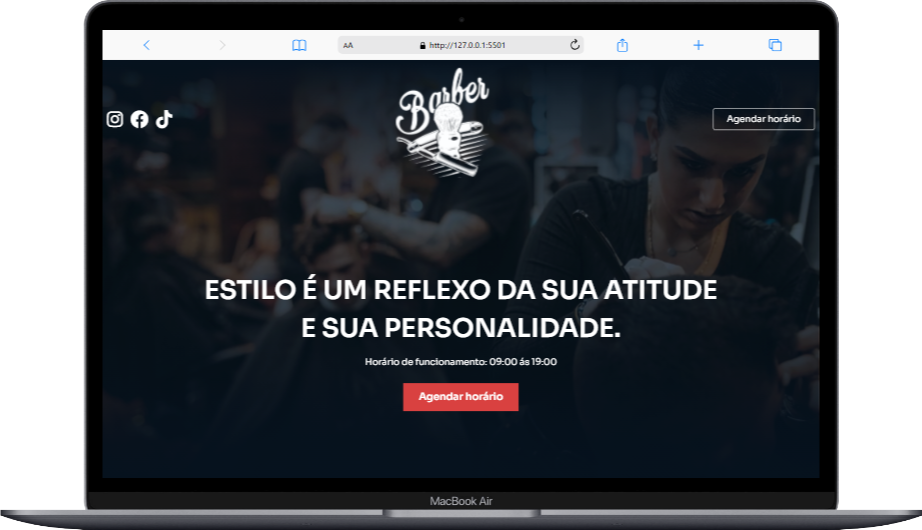 AA
http://127.0.0.1:5501
Barber
Agendar horário
ESTILO É UM REFLEXO DA SUA ATITUDE
E SUA PERSONALIDADE.
Horário de funcionamento: 09:00 ás 19:00
Agendar horário
MacBook Air